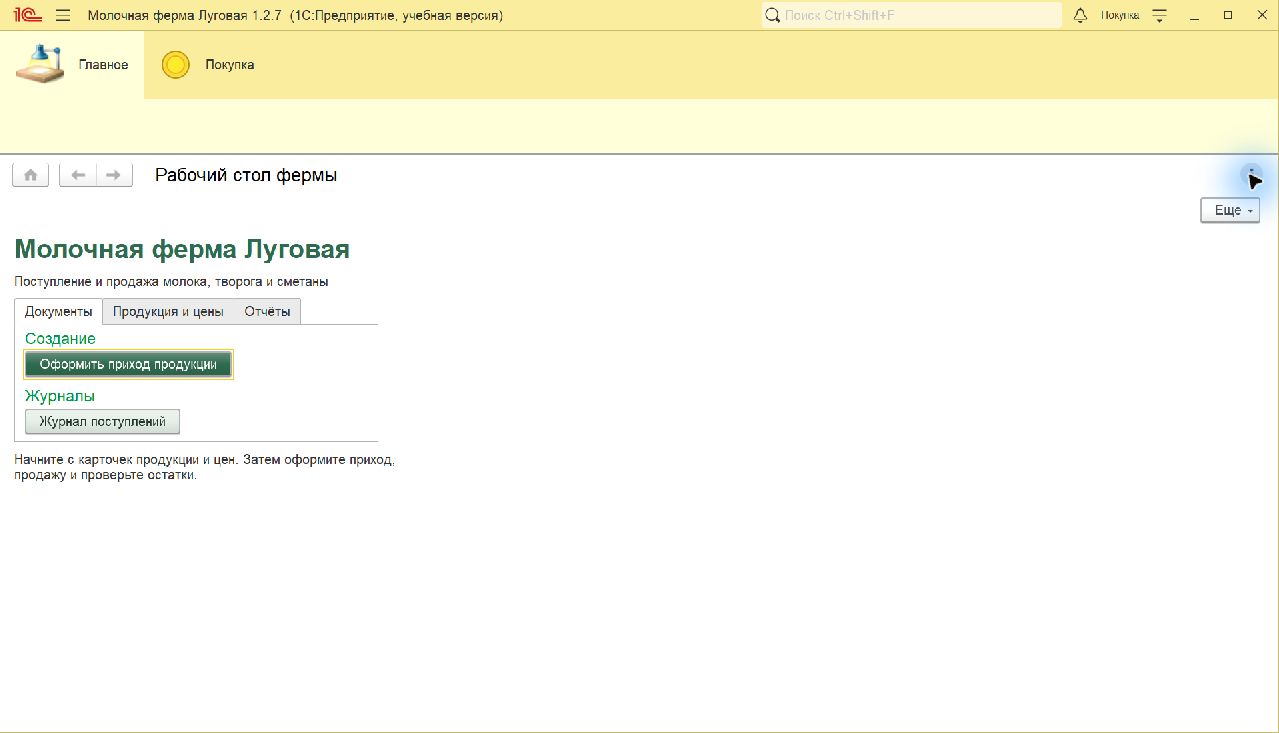 1С Молочная ферма Луговая 1.2.7 (1С:Предприятие, учебная версия) Поиск Ctrl+Shift+F Покупка
Главное Покупка
Рабочий стол фермы
Еще
Молочная ферма Луговая
Поступление и продажа молока, творога и сметаны
Документы Продукция и цены Отчёты
Создание
Оформить приход продукции
Журналы
Журнал поступлений
Начните с карточек продукции и цен. Затем оформите приход,
продажу и проверьте остатки.